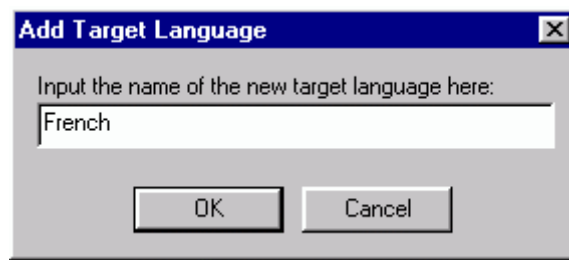 Add Target Language
Input the name of the new target language here:
French
OK Cancel